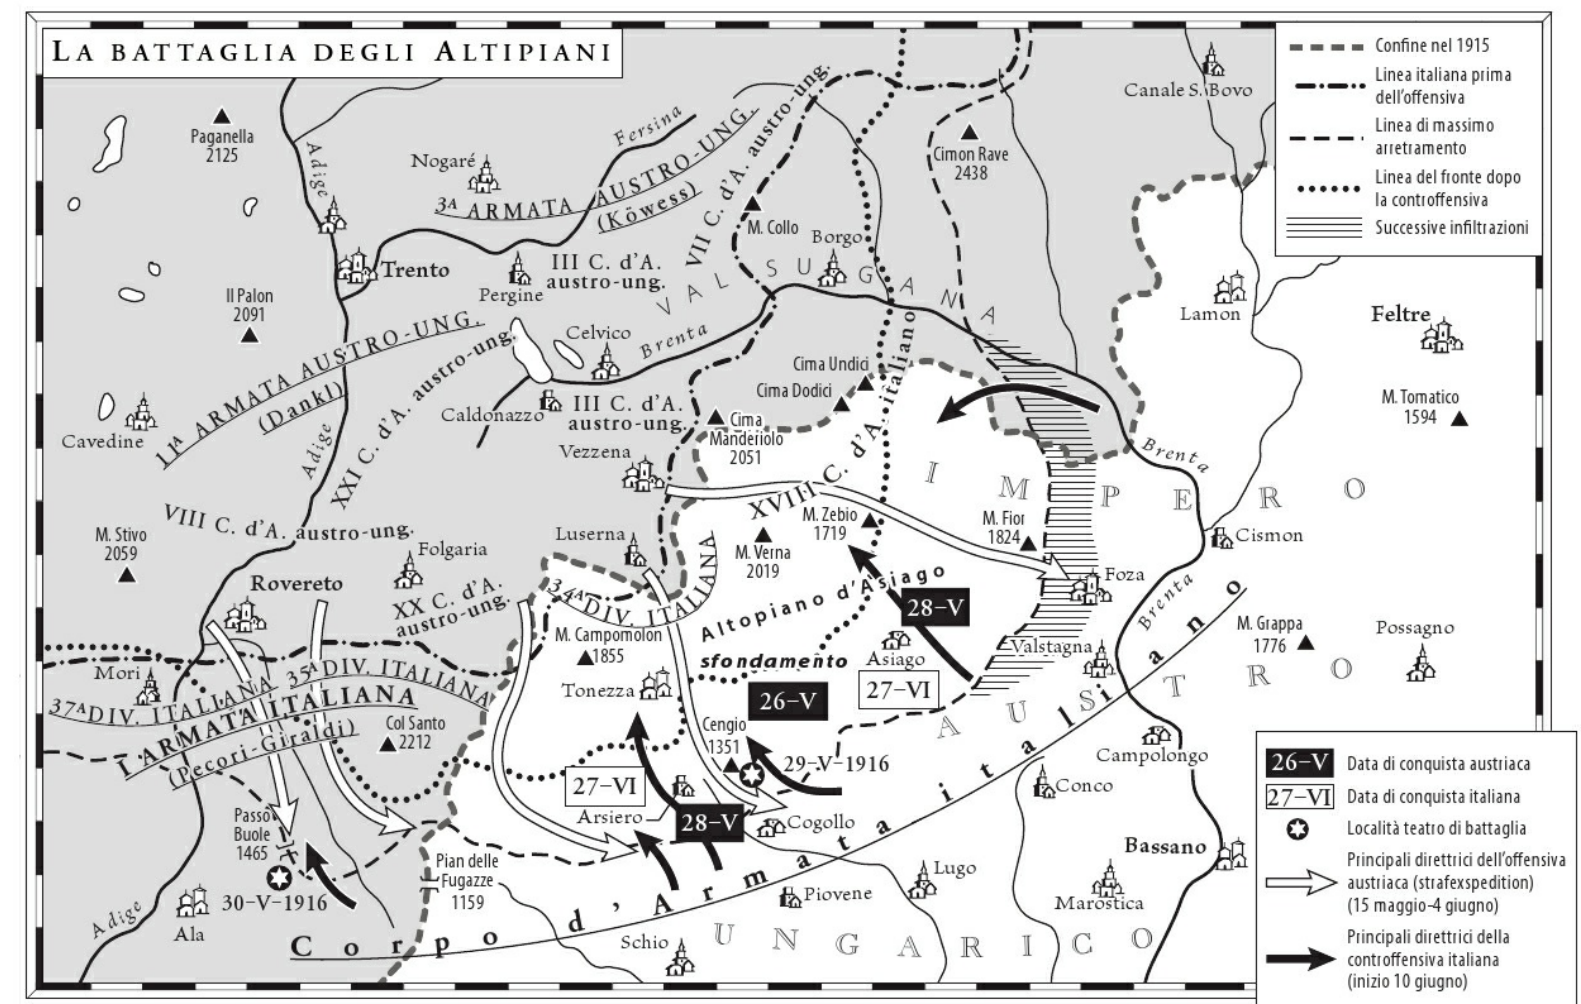 LA BATTAGLIA DEGLI ALTIPIANI
Confine nel 1915
Linea italiana prima
dell'offensiva
Linea di massimo
arretramento
Linea del fronte dopo
la controffensiva
Successive infiltrazioni
Canale S. Bovo
Paganella
2125
Adige
Nogaré
Fersina
3A ARMATA AUSTRO-UNG.
(Köwess)
VII C. d'A. austro-ung.
Cimon Rave
2438
M. Collo
Borgo
Trento
Pergine
III C. d'A.
austro-ung.
VALSUGANA
Il Palon
2091
Lamon
Feltre
Celvico
Brenta
11A ARMATA AUSTRO-UNG.
(Dankl)
XXI C. d'A. austro-ung.
Cima Undici
Cima Dodici
M. Tomatico
1594
Cavedine
Caldonazzo
III C. d'A.
austro-ung.
Cima
Manderiolo
2051
Adige
Vezzena
XVIII C. d'A. italiano
Brenta
IMPERO
VIII C. d'A. austro-ung.
M. Stivo
2059
Folgaria
Luserna
M. Zebio
1719
M. Verna
2019
M. Fior
1824
Cismon
Rovereto
XX C. d'A.
austro-ung.
34A DIV. ITALIANA
Altopiano d'Asiago
28-V
Foza
Brenta
M. Campomolon
1855
sfondamento
Asiago
27-VI
Valstagna
M. Grappa
1776
Possagno
Mori
Tonezza
26-V
AUSTRO
37A DIV. ITALIANA
35A DIV. ITALIANA
I ARMATA ITALIANA
(Pecori-Giraldi)
Col Santo
2212
Cengio
1351
29-V-1916
Campolongo
27-VI
Conco
Passo
Buole
1465
Arsiero
28-V
Cogollo
Bassano
Pian delle
Fugazze
1159
30-V-1916
Lugo
Piovene
Marostica
Adige
Ala
Corpo d'Armata italiano
Schio
UNGARICO
26-V
Data di conquista austriaca
27-VI
Data di conquista italiana
Località teatro di battaglia
Principali direttrici dell'offensiva
austriaca (strafexspedition)
(15 maggio-4 giugno)
Principali direttrici della
controffensiva italiana
(inizio 10 giugno)